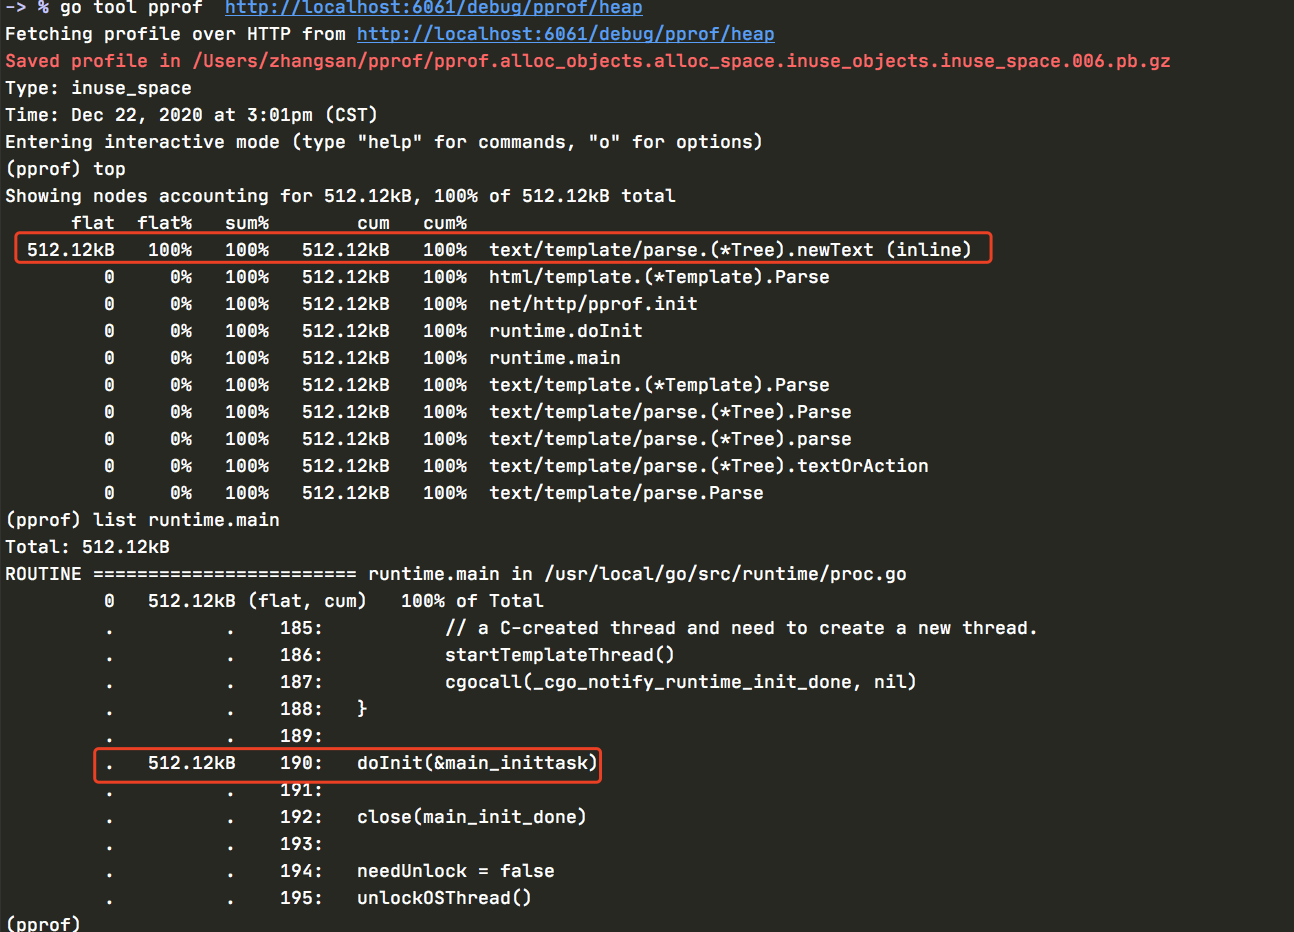 -> % go tool pprof  http://localhost:6061/debug/pprof/heap
Fetching profile over HTTP from http://localhost:6061/debug/pprof/heap
Saved profile in /Users/zhangsan/pprof/pprof.alloc_objects.alloc_space.inuse_objects.inuse_space.006.pb.gz
Type: inuse_space
Time: Dec 22, 2020 at 3:01pm (CST)
Entering interactive mode (type "help" for commands, "o" for options)
(pprof) top
Showing nodes accounting for 512.12kB, 100% of 512.12kB total
      flat  flat%   sum%        cum   cum%
  512.12kB   100%   100%   512.12kB   100%  text/template/parse.(*Tree).newText (inline)
         0     0%   100%   512.12kB   100%  html/template.(*Template).Parse
         0     0%   100%   512.12kB   100%  net/http/pprof.init
         0     0%   100%   512.12kB   100%  runtime.doInit
         0     0%   100%   512.12kB   100%  runtime.main
         0     0%   100%   512.12kB   100%  text/template.(*Template).Parse
         0     0%   100%   512.12kB   100%  text/template/parse.(*Tree).Parse
         0     0%   100%   512.12kB   100%  text/template/parse.(*Tree).parse
         0     0%   100%   512.12kB   100%  text/template/parse.(*Tree).textOrAction
         0     0%   100%   512.12kB   100%  text/template/parse.Parse
(pprof) list runtime.main
Total: 512.12kB
ROUTINE ======================== runtime.main in /usr/local/go/src/runtime/proc.go
         0   512.12kB (flat, cum)   100% of Total
         .          .    185:           // a C-created thread and need to create a new thread.
         .          .    186:           startTemplateThread()
         .          .    187:           cgocall(_cgo_notify_runtime_init_done, nil)
         .          .    188:   }
         .          .    189:
         .   512.12kB    190:   doInit(&main_inittask)
         .          .    191:
         .          .    192:   close(main_init_done)
         .          .    193:
         .          .    194:   needUnlock = false
         .          .    195:   unlockOSThread()
(pprof)